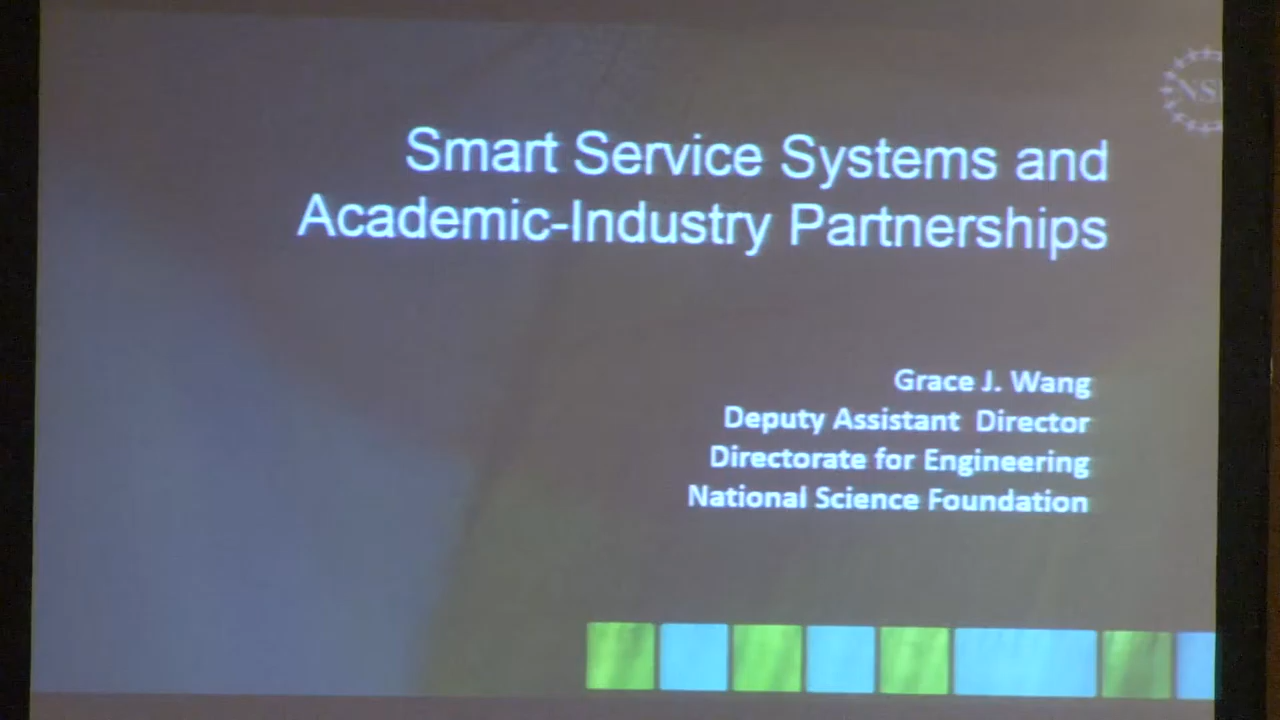 Smart Service Systems and
Academic-Industry Partnerships
Grace J. Wang
Deputy Assistant Director
Directorate for Engineering
National Science Foundation